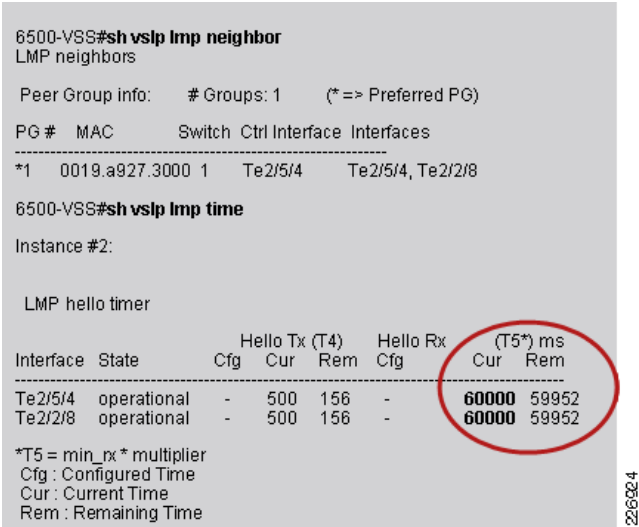 6500-VSS#sh vslp lmp neighbor
LMP neighbors
Peer Group info: # Groups: 1 (* => Preferred PG)
PG # MAC Switch Ctrl Interface Interfaces
---------------------------------------------------------------
*1 0019.a927.3000 1 Te2/5/4 Te2/5/4, Te2/2/8
6500-VSS#sh vslp lmp time
Instance #2:
LMP hello timer
Hello Tx (T4) Hello Rx (T5*) ms
Interface State Cfg Cur Rem Cfg Cur Rem
---------------------------------------------------------------
Te2/5/4 operational - 500 156 - 60000 59952
Te2/2/8 operational - 500 156 - 60000 59952
*T5 = min_rx * multiplier
Cfg : Configured Time
Cur : Current Time
Rem : Remaining Time
226924